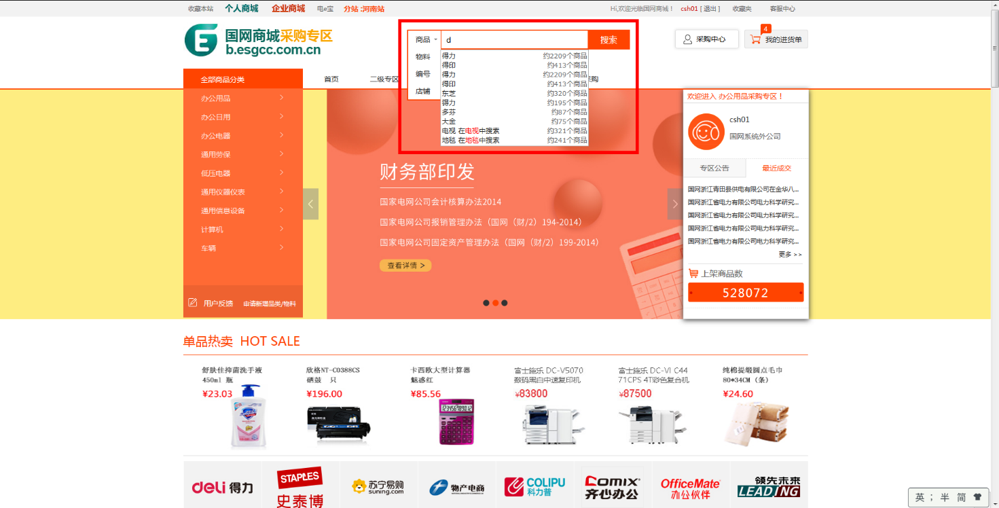 收藏本站 个人商城 企业商城 电e宝 分站 :河南站 Hi,欢迎光临国网商城！ csh01 [ 退出 ] 收藏夹 客服中心
国网商城采购专区
b.esgcc.com.cn
商品 d 搜索
物料
编号
店铺
得力 约2209个商品
得印 约413个商品
得力 约2209个商品
得印 约413个商品
东芝 约320个商品
锝力 约195个商品
多芬 约87个商品
大金 约75个商品
电视 在电视中搜索 约321个商品
地毯 在地毯中搜索 约241个商品
采购中心
4
我的进货单
全部商品分类 首页 二级专区 采购
办公用品
办公日用
办公电器
通用劳保
低压电器
通用仪器仪表
通用信息设备
计算机
车辆
用户反馈 申请新增品类/物料
财务部印发
国家电网公司会计核算办法2014
国家电网公司报销管理办法（国网（财/2）194-2014）
国家电网公司固定资产管理办法（国网（财/2）199-2014）
查看详情 >
欢迎进入 办公用品采购专区！
csh01
国网系统外公司
专区公告 最近成交
国网浙江青田县供电有限公司在金华八...
国网浙江省电力有限公司电力科学研究...
国网浙江省电力有限公司电力科学研究...
国网浙江省电力有限公司电力科学研究...
国网浙江省电力有限公司电力科学研究...
更多 >>
上架商品数
528072
单品热卖 HOT SALE
舒肤佳抑菌洗手液
450ml 瓶
¥23.03
欣格NT-C0388CS
硒鼓 只
¥196.00
卡西欧大型计算器
魅惑红
¥85.56
富士施乐 DC-V5070
数码黑白中速复印机
¥83800
富士施乐 DC-VI C44
71CPS 4T彩色复合机
¥87500
纯棉提缎圆点毛巾
80*34CM（条）
¥24.60
deli 得力
STAPLES
史泰博
苏宁易购
suning.com
物产电商
COLIPU
科力普
COMIX
齐心办公
OfficeMate
办公伙伴
领先未来
LEADING
英 ； 半 简